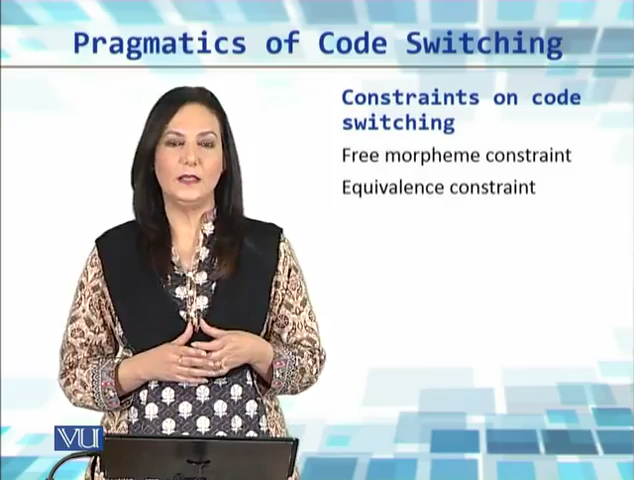 Pragmatics of Code Switching
Constraints on code
switching
Free morpheme constraint
Equivalence constraint
VU